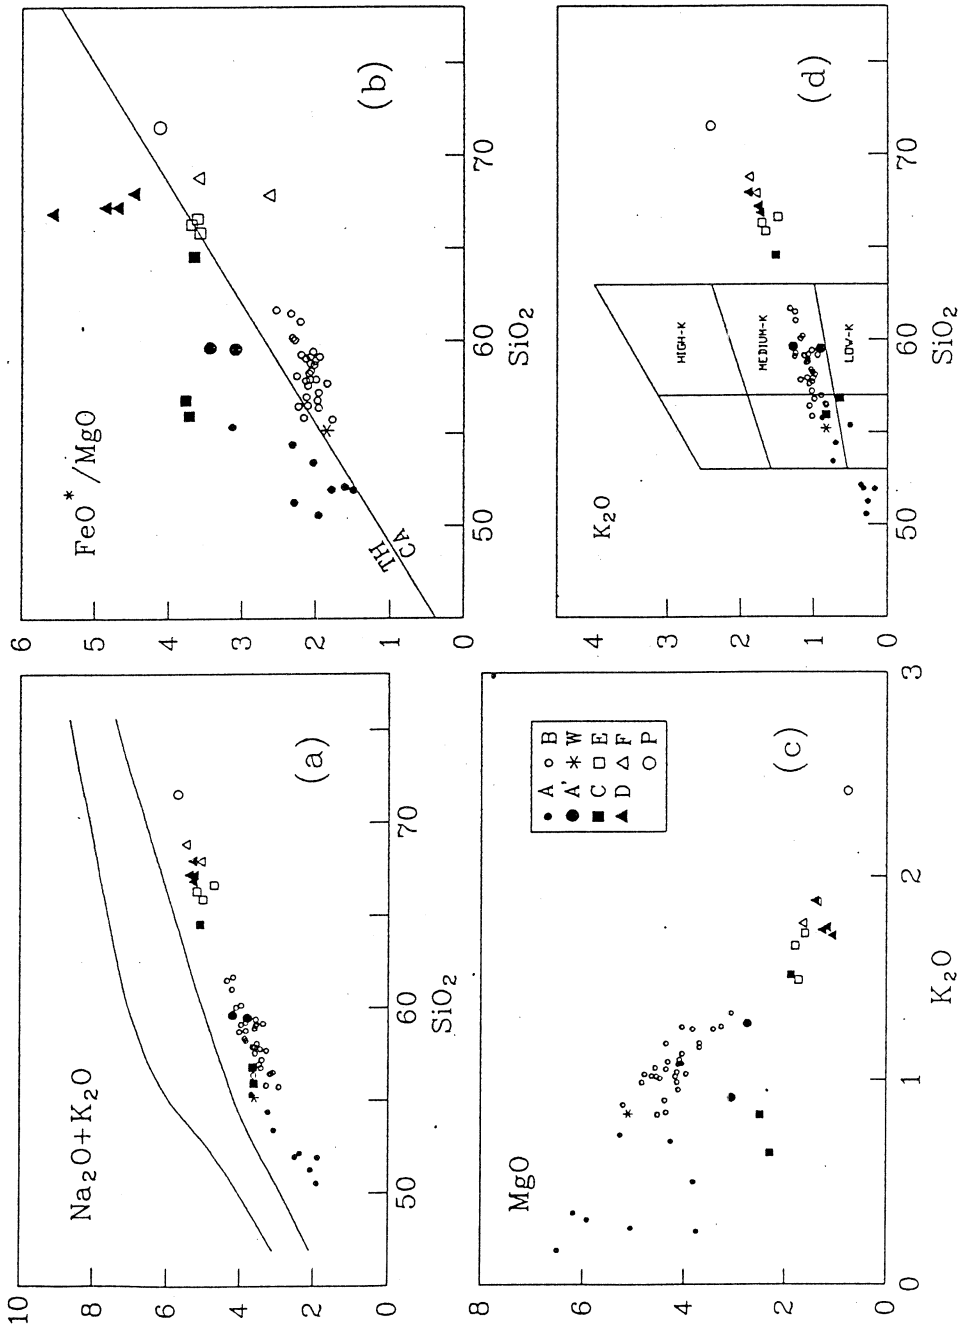 Na₂O+K₂O
(a)
10
8
6
4
2
0
50
60
70
SiO₂
FeO* /MgO
(b)
TH
CA
6
5
4
3
2
1
0
50
60
70
SiO₂
MgO
(c)
A B
A' W
C E
D F
P
8
6
4
2
0
0
1
2
3
K₂O
K₂O
(d)
HIGH-K
MEDIUM-K
LOW-K
4
3
2
1
0
50
60
70
SiO₂